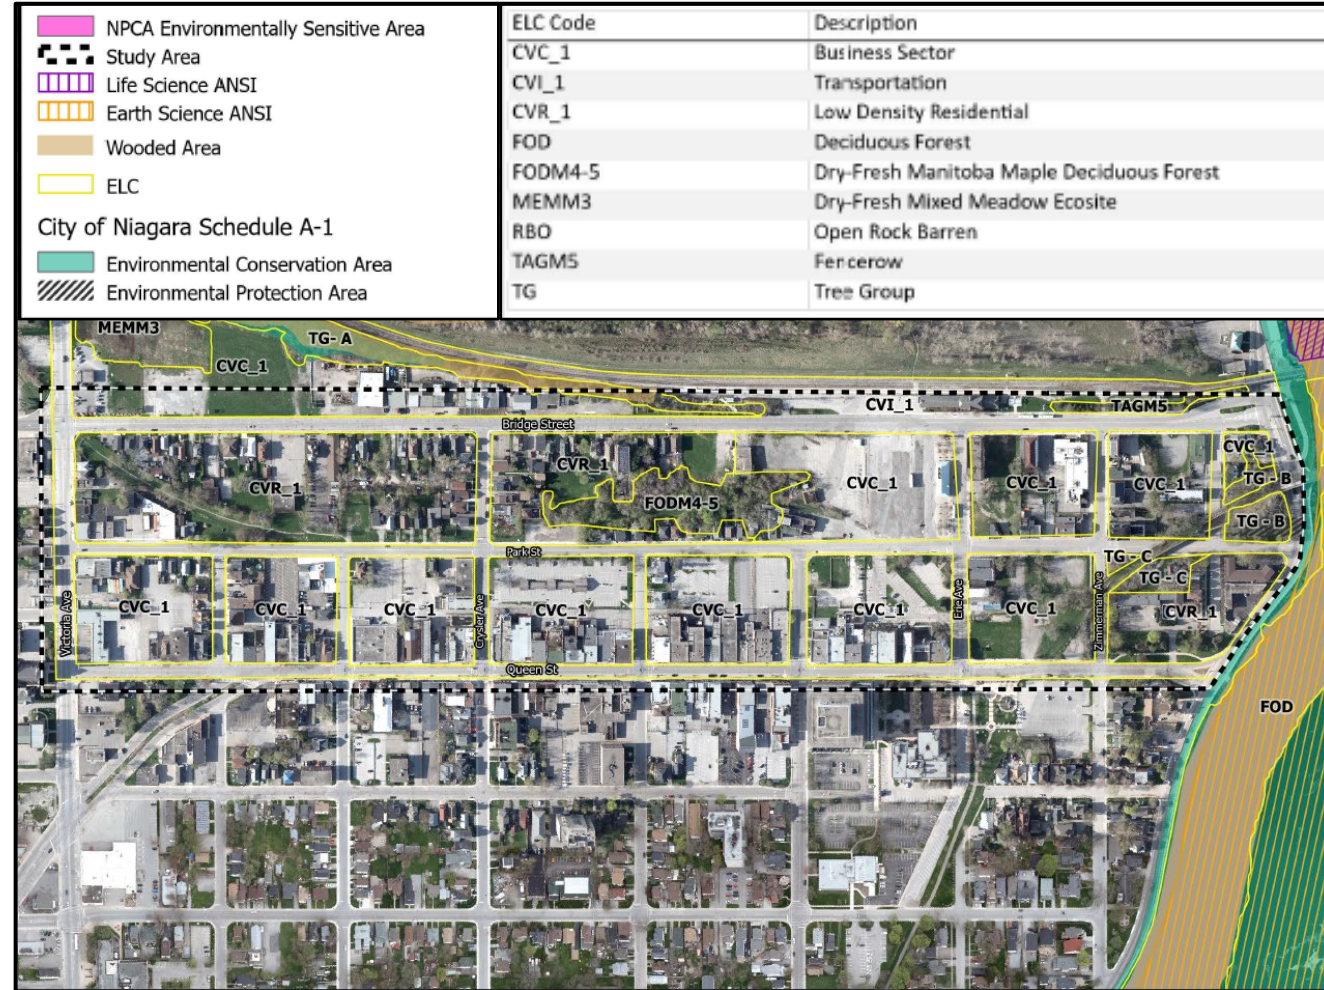 NPCA Environmentally Sensitive Area
Study Area
Life Science ANSI
Earth Science ANSI
Wooded Area
ELC
City of Niagara Schedule A-1
Environmental Conservation Area
Environmental Protection Area
ELC Code Description
CVC_1 Business Sector
CVI_1 Transportation
CVR_1 Low Density Residential
FOD Deciduous Forest
FODM4-5 Dry-Fresh Manitoba Maple Deciduous Forest
MEMM3 Dry-Fresh Mixed Meadow Ecosite
RBO Open Rock Barren
TAGM5 Fencerow
TG Tree Group
MEMM3
TG- A
CVC_1
CVI_1
TAGM5
Bridge Street
CVR_1
CVR_1
FODM4-5
CVC_1
CVC_1
CVC_1
CVC_1
TG - B
TG - B
Park St
TG - C
TG - C
CVC_1
CVC_1
CVC_1
CVC_1
CVC_1
CVC_1
CVC_1
CVR_1
Victoria Ave
Crysler Ave
Erie Ave
Zimmerman Ave
Queen St
FOD